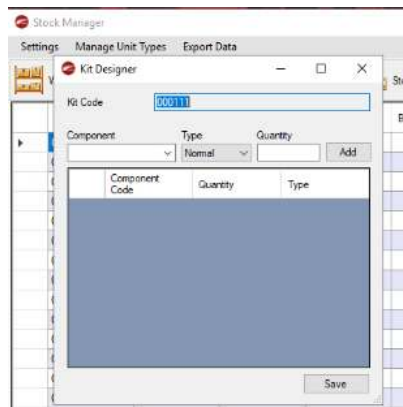 Stock Manager
Settings Manage Unit Types Export Data
Kit Designer
Kit Code 000111
Component Type Quantity
Normal Add
Component Code Quantity Type
Save